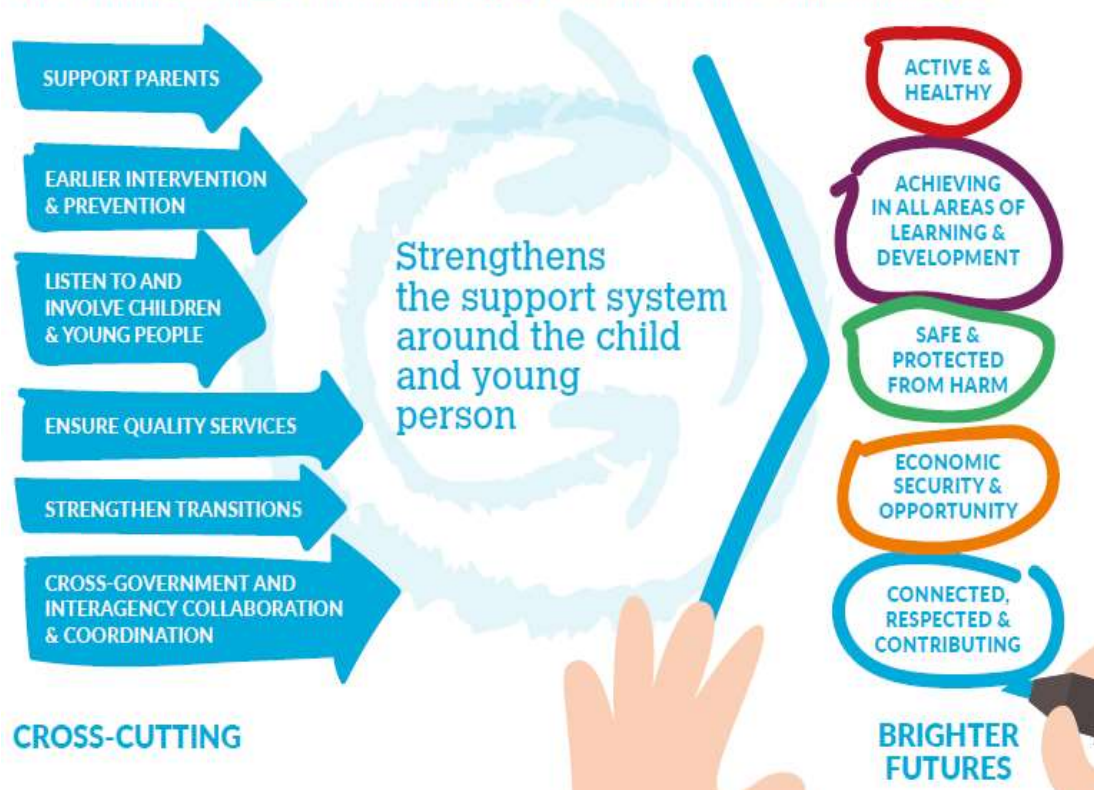 SUPPORT PARENTS
EARLIER INTERVENTION
& PREVENTION
LISTEN TO AND
INVOLVE CHILDREN
& YOUNG PEOPLE
ENSURE QUALITY SERVICES
STRENGTHEN TRANSITIONS
CROSS-GOVERNMENT AND
INTERAGENCY COLLABORATION
& COORDINATION
CROSS-CUTTING
Strengthens
the support system
around the child
and young
person
ACTIVE &
HEALTHY
ACHIEVING
IN ALL AREAS OF
LEARNING &
DEVELOPMENT
SAFE &
PROTECTED
FROM HARM
ECONOMIC
SECURITY &
OPPORTUNITY
CONNECTED,
RESPECTED &
CONTRIBUTING
BRIGHTER
FUTURES